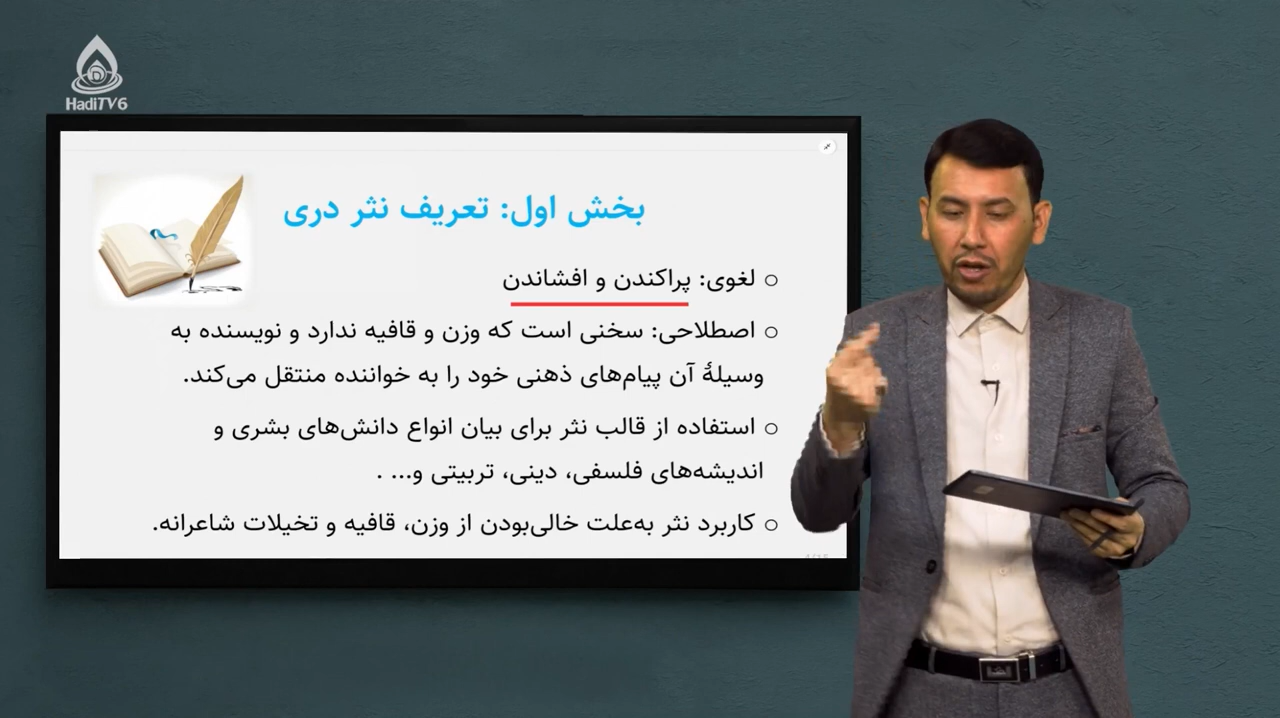 HadiTV6
بخش اول: تعریف نثر دری
لغوی: پراکندن و افشاندن
اصطلاحی: سخنی است که وزن و قافیه ندارد و نویسنده به
وسیلهٔ آن پیام‌های ذهنی خود را به خواننده منتقل می‌کند.
استفاده از قالب نثر برای بیان انواع دانش‌های بشری و
اندیشه‌های فلسفی، دینی، تربیتی و... .
کاربرد نثر به‌علت خالی‌بودن از وزن، قافیه و تخیلات شاعرانه.